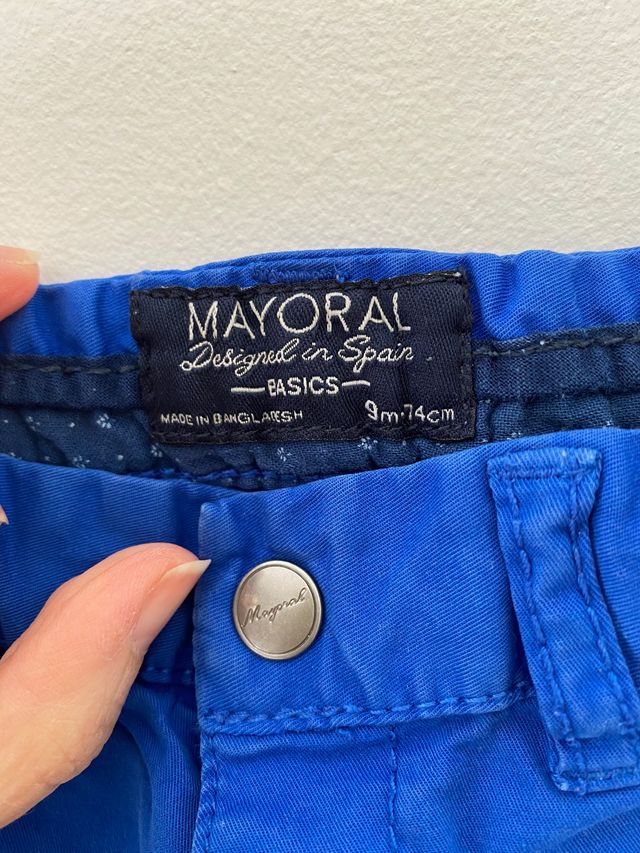 MAYORAL
Designed in Spain
—BASICS—
MADE IN BANGLADESH 9m·74cm
Mayoral